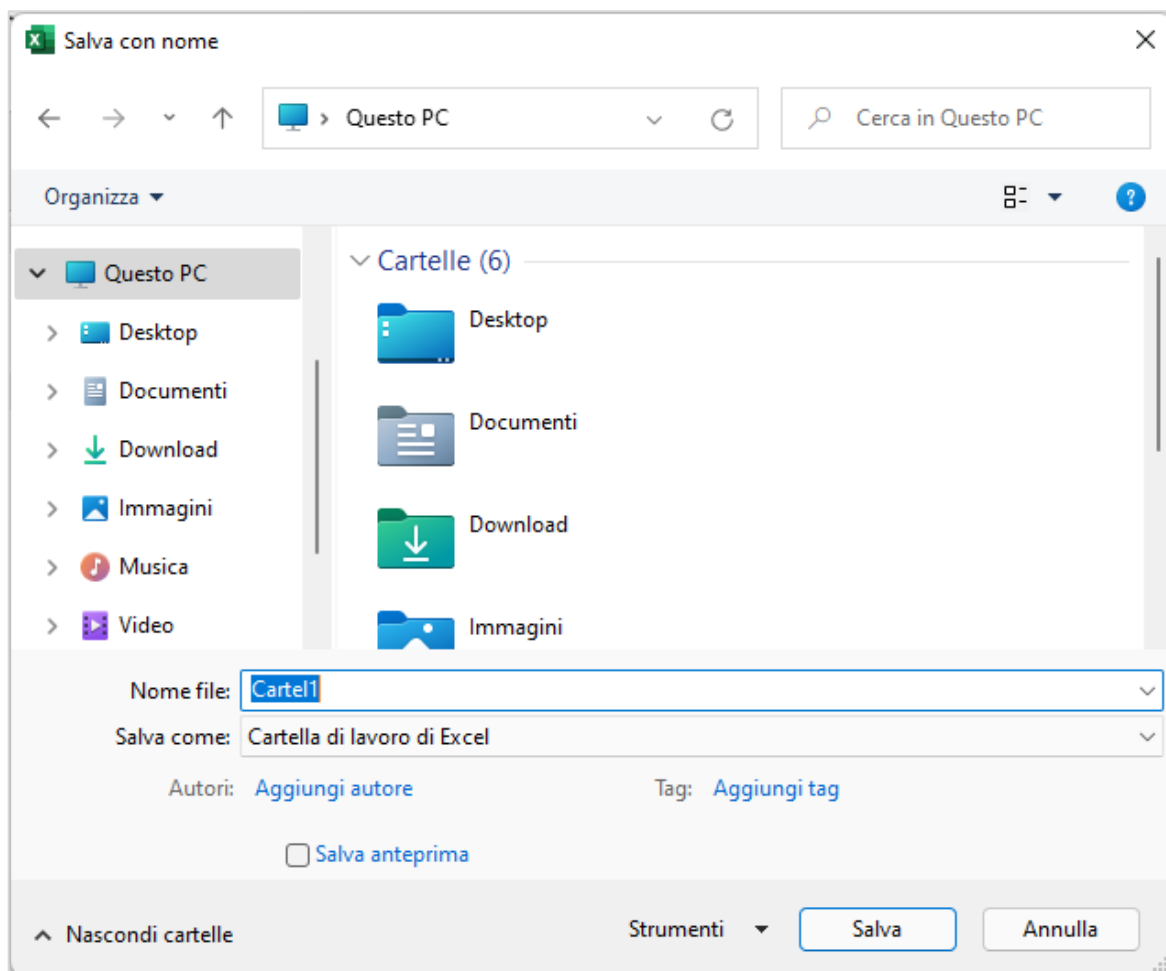 Salva con nome
Questo PC
Cerca in Questo PC
Organizza
Questo PC
Desktop
Documenti
Download
Immagini
Musica
Video
Cartelle (6)
Desktop
Documenti
Download
Immagini
Nome file: Cartel1
Salva come: Cartella di lavoro di Excel
Autori: Aggiungi autore Tag: Aggiungi tag
Salva anteprima
Nascondi cartelle Strumenti Salva Annulla